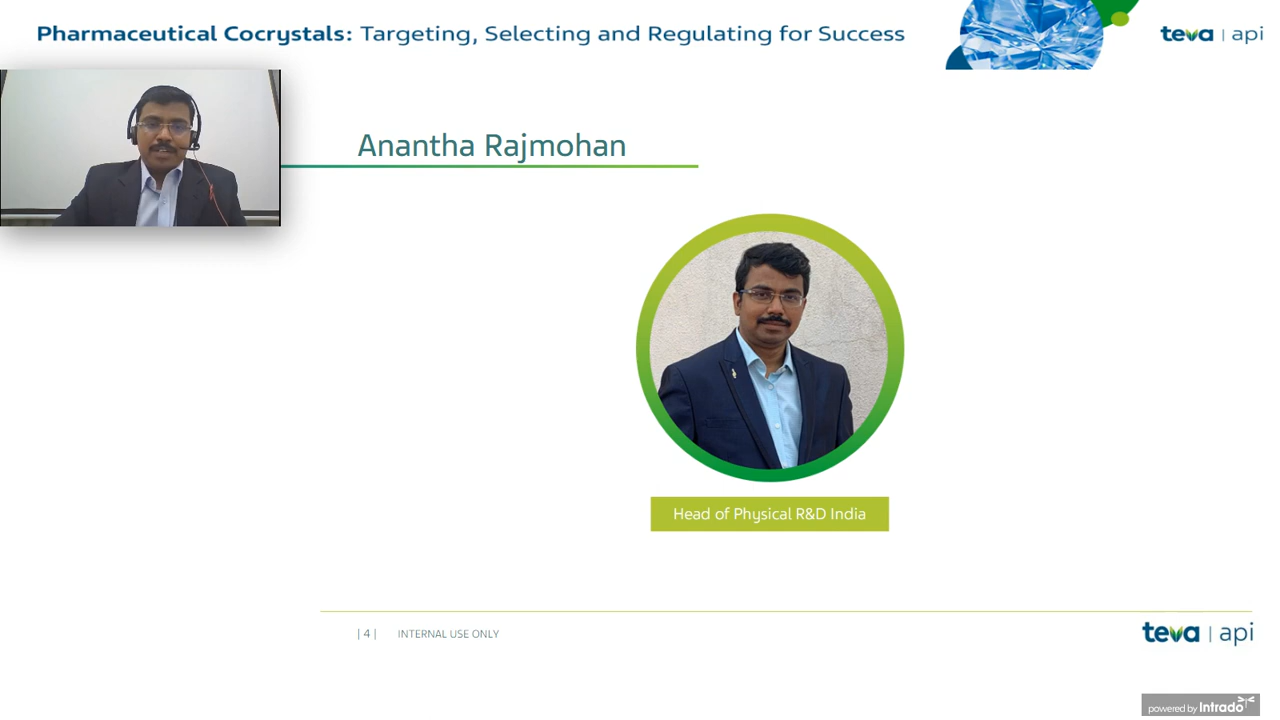 Pharmaceutical Cocrystals: Targeting, Selecting and Regulating for Success
teva | api
Anantha Rajmohan
Head of Physical R&D India
| 4 | INTERNAL USE ONLY
teva | api
powered by Intrado